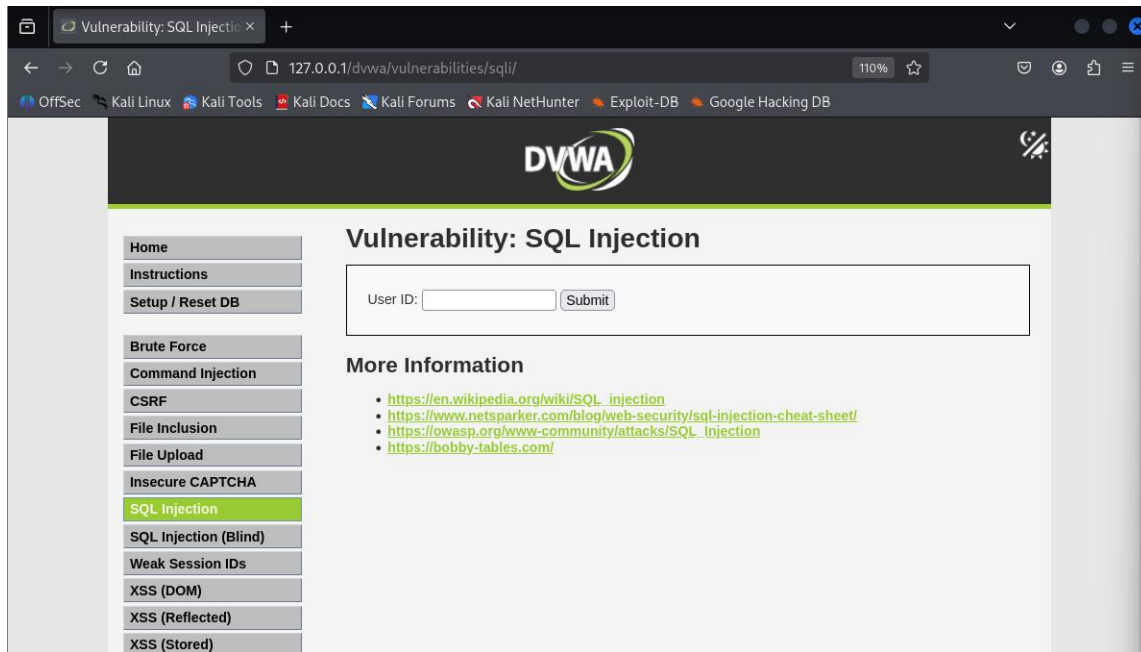 Vulnerability: SQL Injectio
127.0.0.1/dvwa/vulnerabilities/sqli/ 110%
OffSec Kali Linux Kali Tools Kali Docs Kali Forums Kali NetHunter Exploit-DB Google Hacking DB
DVWA
Home
Instructions
Setup / Reset DB
Brute Force
Command Injection
CSRF
File Inclusion
File Upload
Insecure CAPTCHA
SQL Injection
SQL Injection (Blind)
Weak Session IDs
XSS (DOM)
XSS (Reflected)
XSS (Stored)
Vulnerability: SQL Injection
User ID: Submit
More Information
https://en.wikipedia.org/wiki/SQL_injection
https://www.netsparker.com/blog/web-security/sql-injection-cheat-sheet/
https://owasp.org/www-community/attacks/SQL_Injection
https://bobby-tables.com/